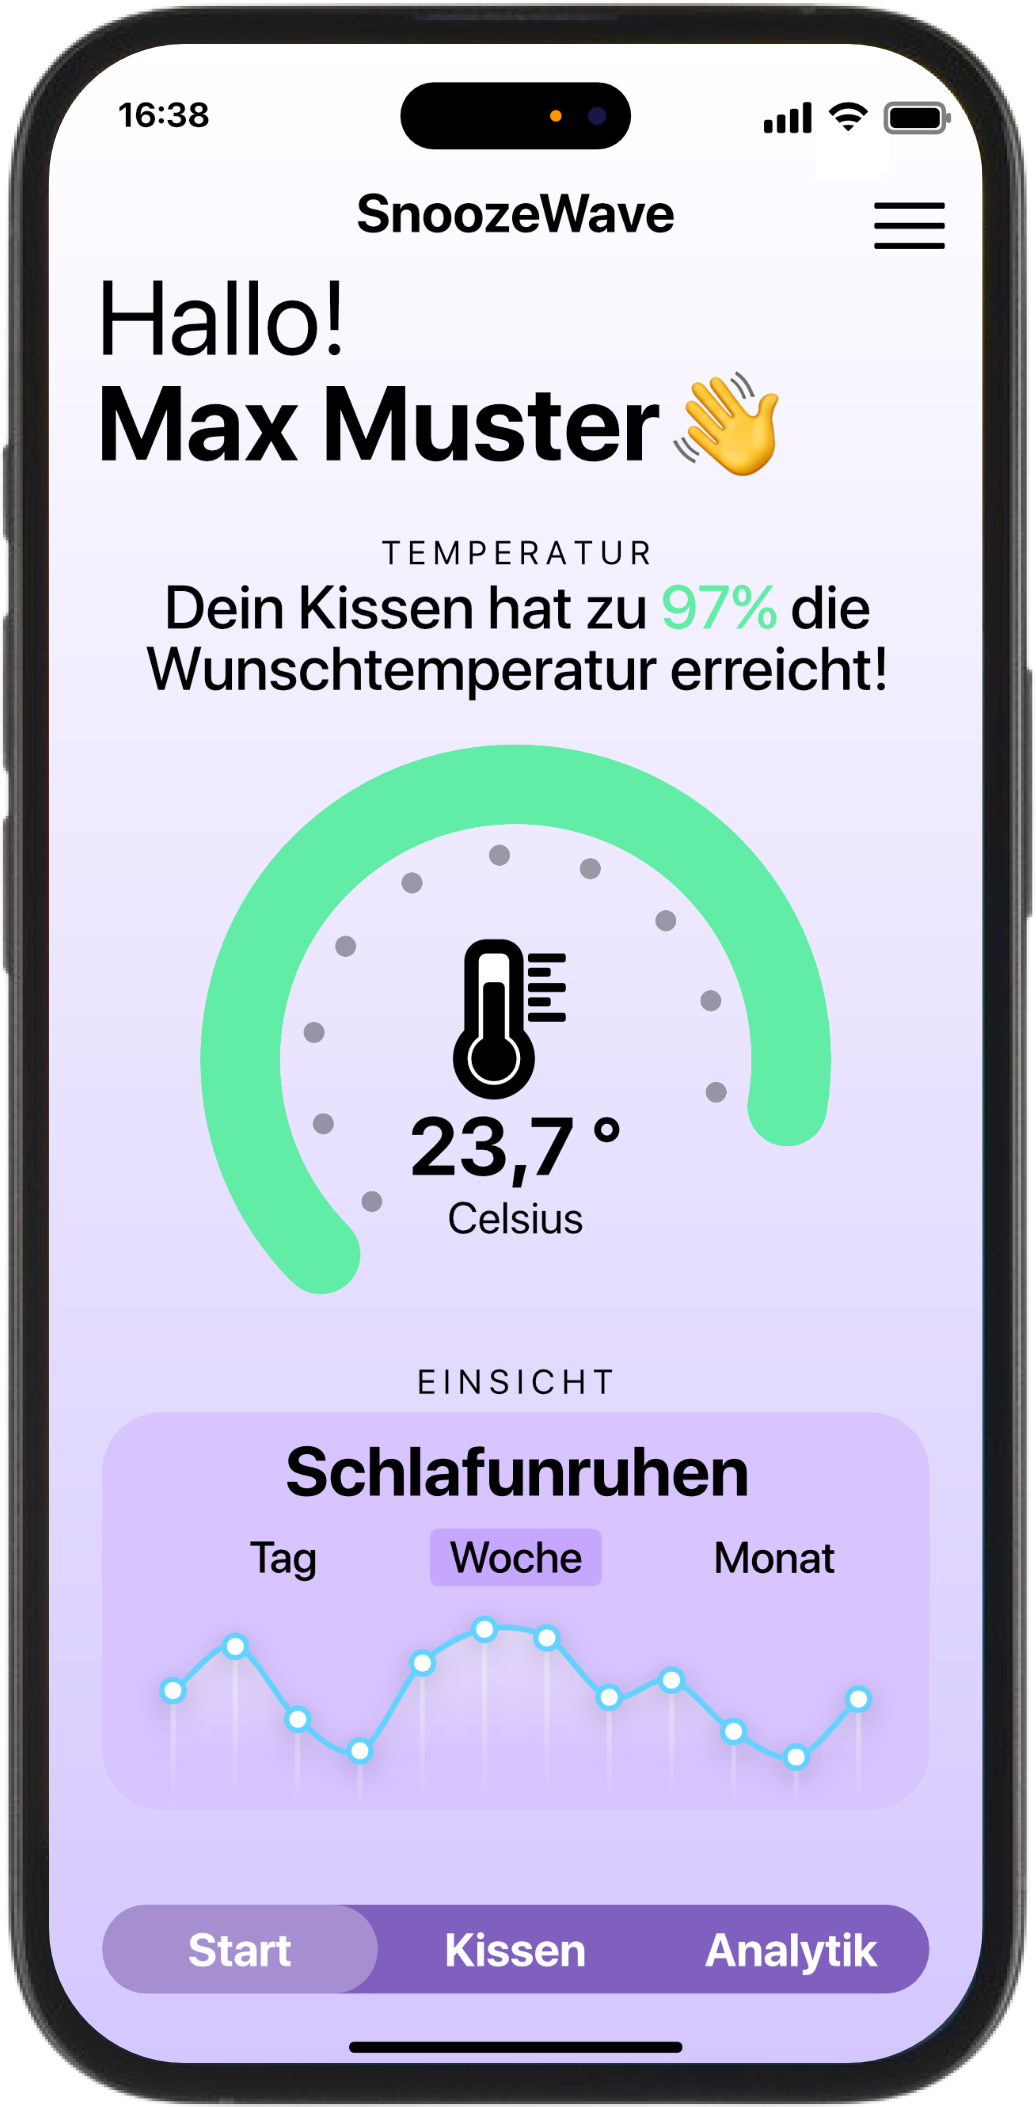 16:38
SnoozeWave
Hallo!
Max Muster 👋
TEMPERATUR
Dein Kissen hat zu 97% die
Wunschtemperatur erreicht!
23,7 °
Celsius
EINSICHT
Schlafunruhen
Tag Woche Monat
Start Kissen Analytik